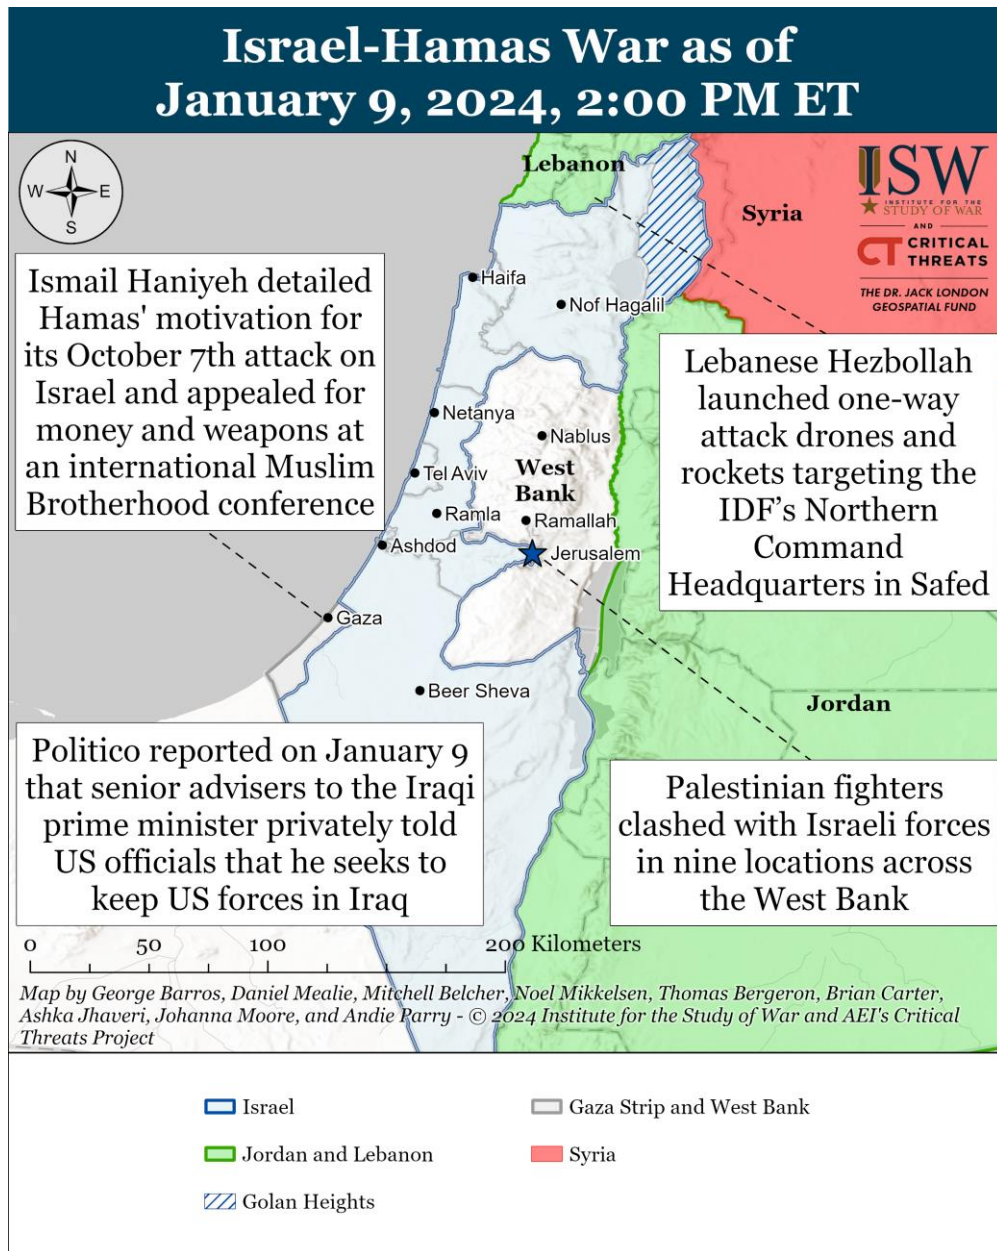 Israel-Hamas War as of
January 9, 2024, 2:00 PM ET
N
W
E
S
Lebanon
Syria
ISW
INSTITUTE FOR THE
STUDY OF WAR
AND
CT CRITICAL
THREATS
THE DR. JACK LONDON
GEOSPATIAL FUND
Ismail Haniyeh detailed
Hamas' motivation for
its October 7th attack on
Israel and appealed for
money and weapons at
an international Muslim
Brotherhood conference
Haifa
Nof Hagalil
Lebanese Hezbollah
launched one-way
attack drones and
rockets targeting the
IDF’s Northern
Command
Headquarters in Safed
Netanya
Nablus
West
Bank
Tel Aviv
Ramla
Ramallah
Ashdod
Jerusalem
Gaza
Beer Sheva
Jordan
Politico reported on January 9
that senior advisers to the Iraqi
prime minister privately told
US officials that he seeks to
keep US forces in Iraq
Palestinian fighters
clashed with Israeli forces
in nine locations across
the West Bank
0 50 100 200 Kilometers
Map by George Barros, Daniel Mealie, Mitchell Belcher, Noel Mikkelsen, Thomas Bergeron, Brian Carter,
Ashka Jhaveri, Johanna Moore, and Andie Parry - © 2024 Institute for the Study of War and AEI's Critical
Threats Project
Israel
Gaza Strip and West Bank
Jordan and Lebanon
Syria
Golan Heights